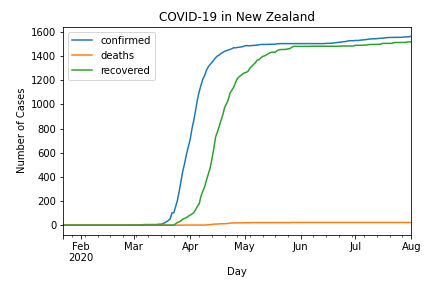 COVID-19 in New Zealand
confirmed
deaths
recovered
Number of Cases
1600
1400
1200
1000
800
600
400
200
0
Feb Mar Apr May Jun Jul Aug
2020
Day